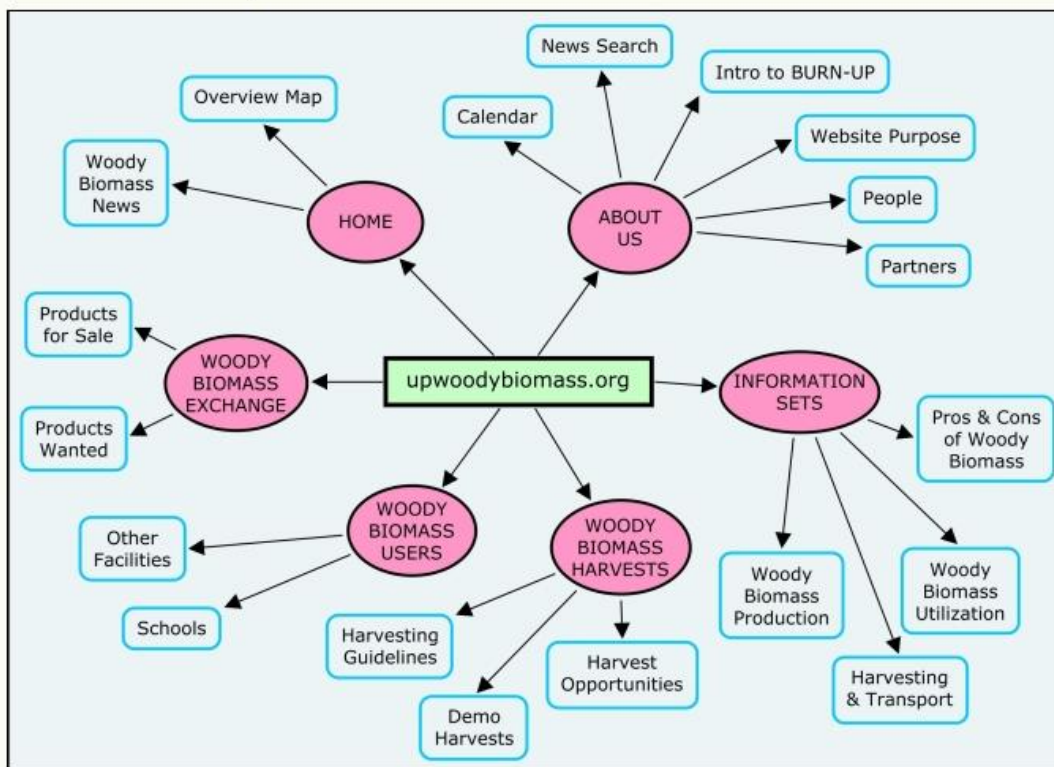 News Search
Intro to BURN-UP
Overview Map
Calendar
Website Purpose
Woody
Biomass
News
HOME
ABOUT
US
People
Partners
Products
for Sale
WOODY
BIOMASS
EXCHANGE
upwoodybiomass.org
INFORMATION
SETS
Products
Wanted
Pros & Cons
of Woody
Biomass
WOODY
BIOMASS
USERS
WOODY
BIOMASS
HARVESTS
Other
Facilities
Schools
Harvesting
Guidelines
Demo
Harvests
Harvest
Opportunities
Woody
Biomass
Production
Woody
Biomass
Utilization
Harvesting
& Transport